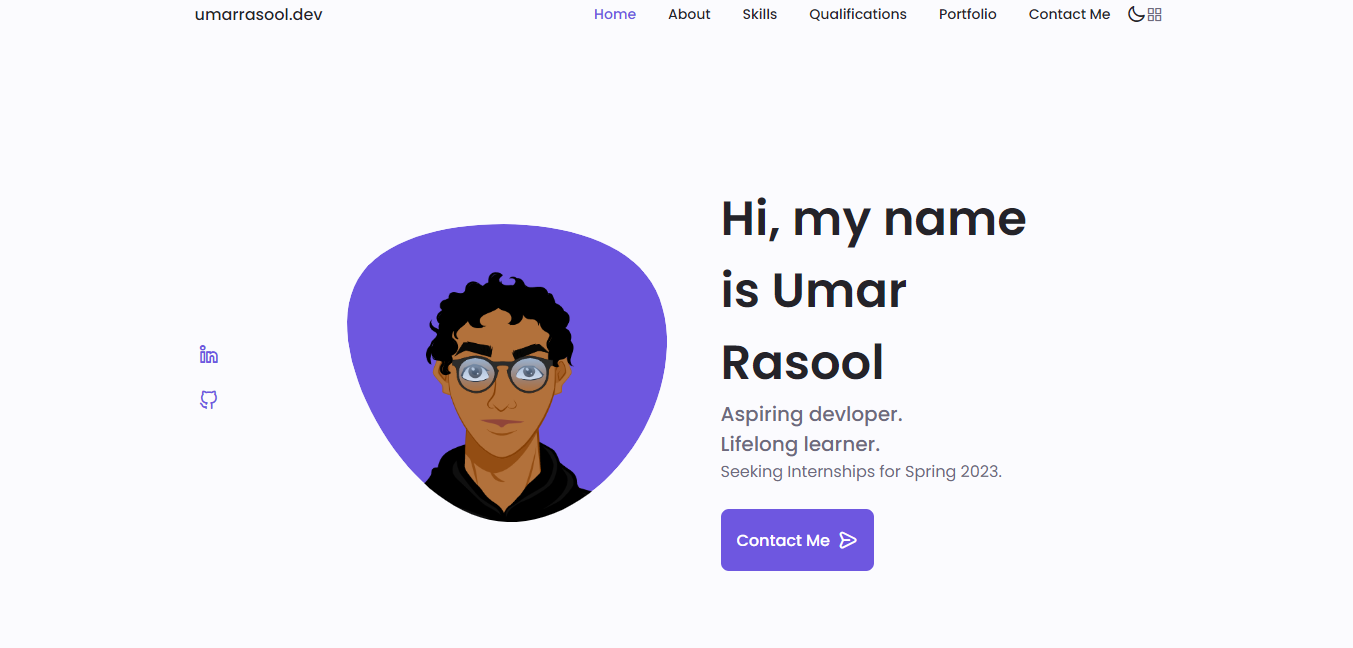 umarrasool.dev
Home About Skills Qualifications Portfolio Contact Me
Hi, my name
is Umar
Rasool
Aspiring devloper.
Lifelong learner.
Seeking Internships for Spring 2023.
Contact Me